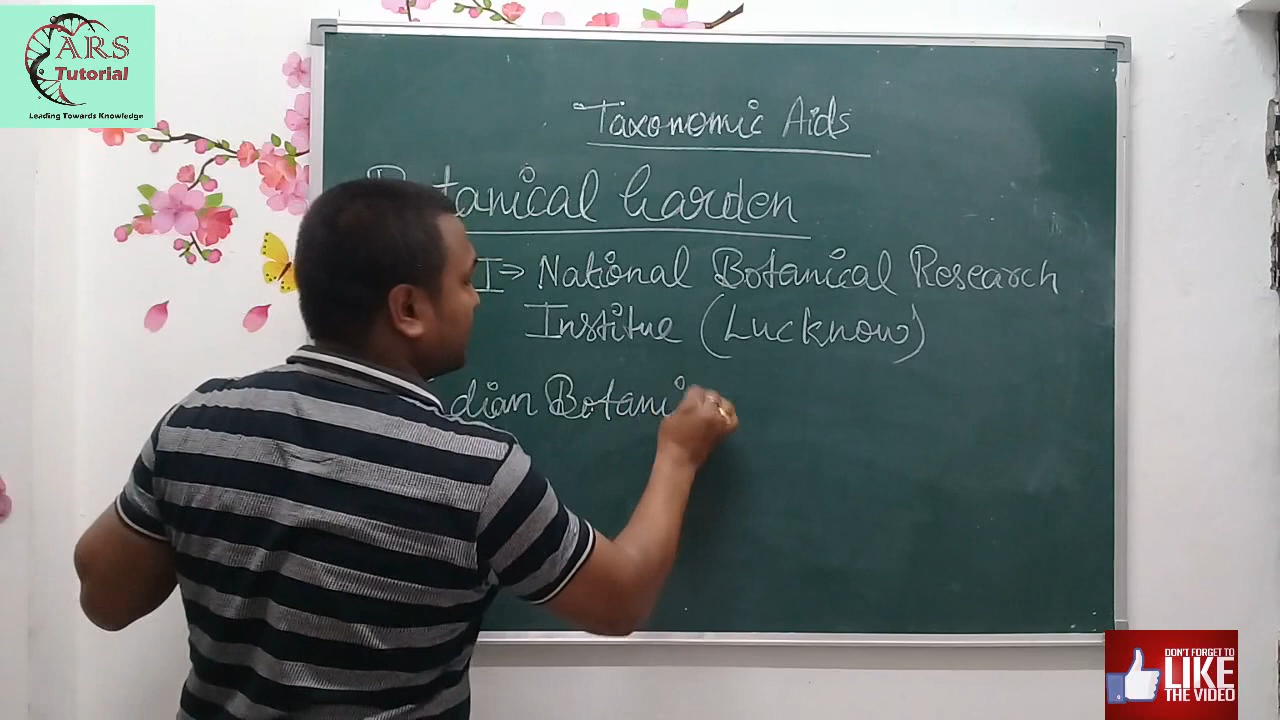 ARS
Tutorial
Leading Towards Knowledge
Taxonomic Aids
Botanical Garden
I => National Botanical Research
Institue (Lucknow)
dian Botani
DON'T FORGET TO
LIKE
THE VIDEO